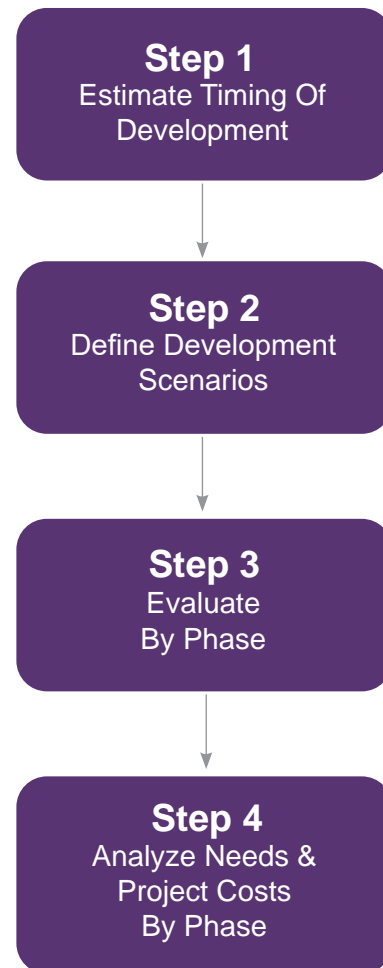 Step 1
Estimate Timing Of
Development
Step 2
Define Development
Scenarios
Step 3
Evaluate
By Phase
Step 4
Analyze Needs &
Project Costs
By Phase